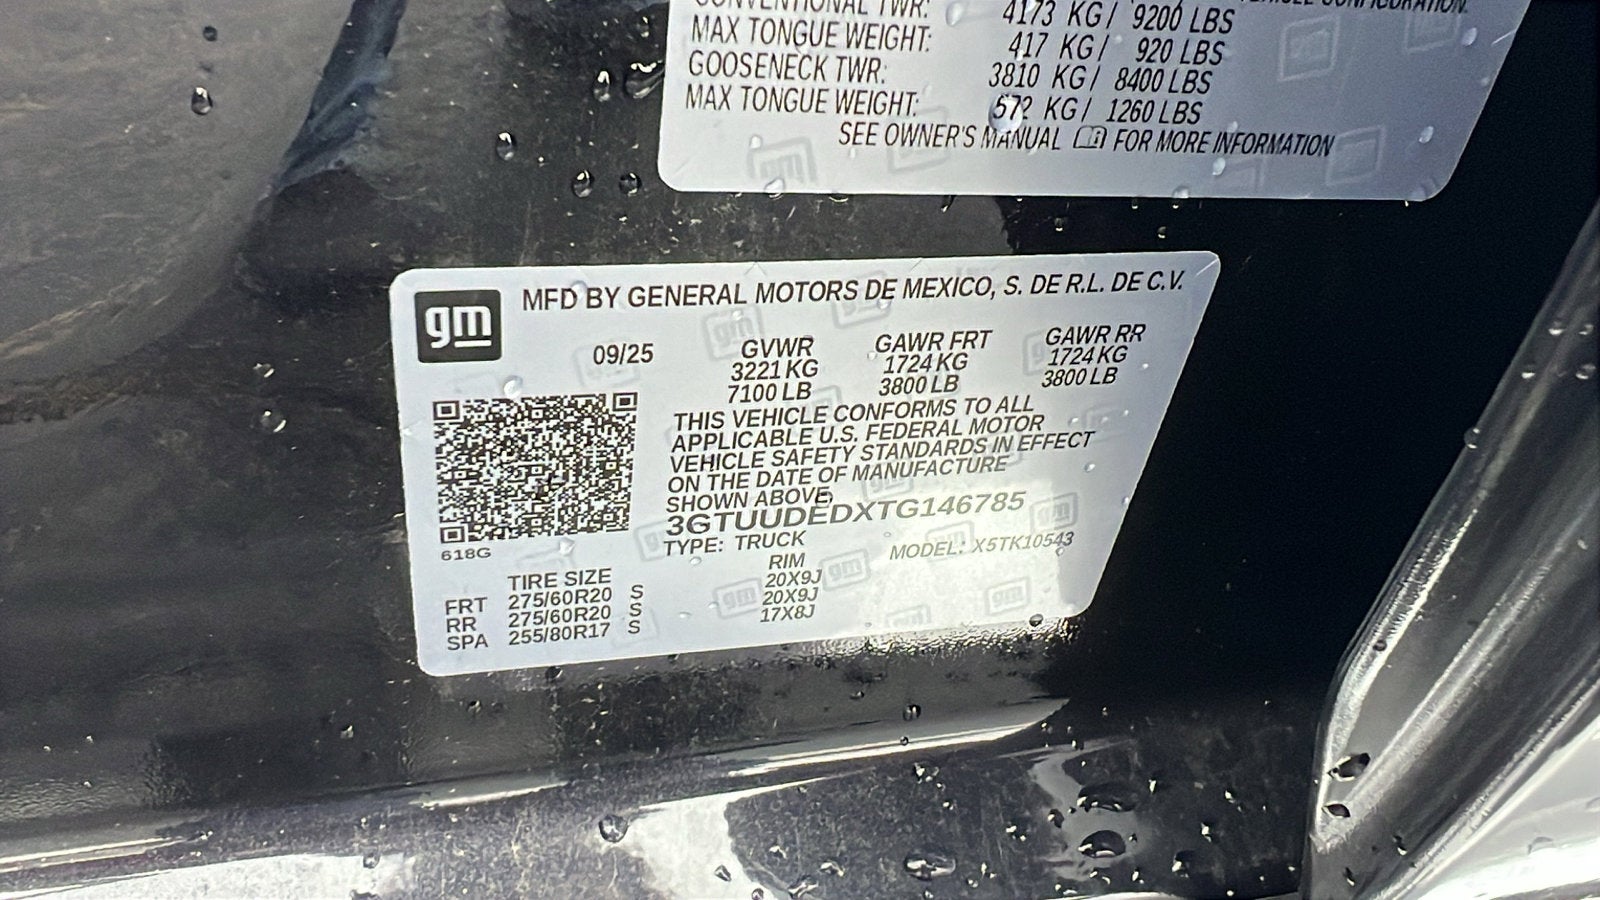 CONVENTIONAL TWR: 4173 KG/ 9200 LBS
MAX TONGUE WEIGHT: 417 KG/ 920 LBS
GOOSENECK TWR: 3810 KG/ 8400 LBS
MAX TONGUE WEIGHT: 572 KG/ 1260 LBS
SEE OWNER'S MANUAL FOR MORE INFORMATION
gm
MFD BY GENERAL MOTORS DE MEXICO, S. DE R.L. DE C.V.
09/25 GVWR GAWR FRT GAWR RR
3221 KG 1724 KG 1724 KG
7100 LB 3800 LB 3800 LB
THIS VEHICLE CONFORMS TO ALL
APPLICABLE U.S. FEDERAL MOTOR
VEHICLE SAFETY STANDARDS IN EFFECT
ON THE DATE OF MANUFACTURE
SHOWN ABOVE.
3GTUUDEDXTG146785
TYPE: TRUCK MODEL: X5TK10543
618G
TIRE SIZE RIM
FRT 275/60R20 S 20X9J
RR 275/60R20 S 20X9J
SPA 255/80R17 S 17X8J